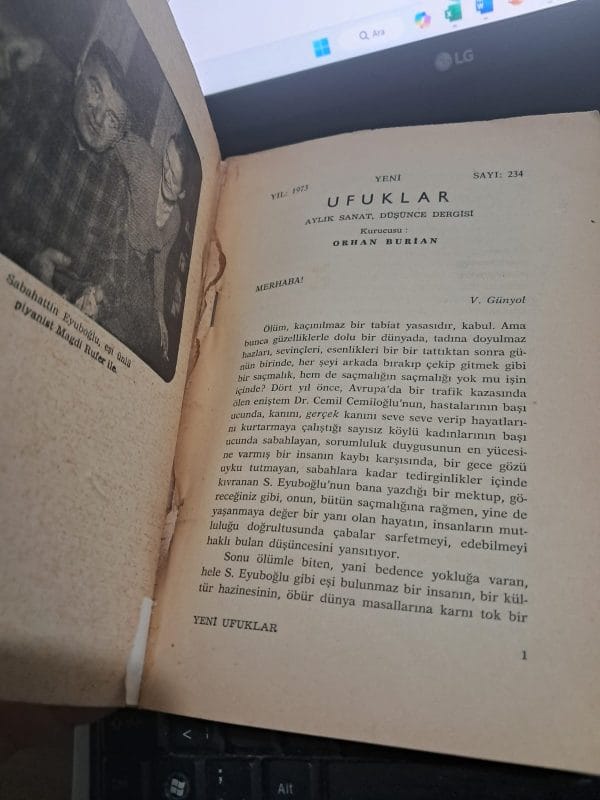 Ara
LG
Sabahattin Eyuboğlu, eşi ünlü
piyanist Magdi Rufer ile.
YIL: 1973 YENİ SAYI: 234
UFUKLAR
AYLIK SANAT, DÜŞÜNCE DERGİSİ
Kurucusu :
ORHAN BURIAN
MERHABA!
V. Günyol
Ölüm, kaçınılmaz bir tabiat yasasıdır, kabul. Ama
bunca güzelliklerle dolu bir dünyada, tadına doyulmaz
hazları, sevinçleri, esenlikleri bir bir tattıktan sonra gü-
nün birinde, her şeyi arkada bırakıp çekip gitmek gibi
bir saçmalık, hem de saçmalığın saçmalığı yok mu işin
içinde? Dört yıl önce, Avrupa'da bir trafik kazasında
ölen eniştem Dr. Cemil Cemiloğlu'nun, hastalarının başı
ucunda, kanını, gerçek kanını seve seve verip hayatları-
nı kurtarmaya çalıştığı sayısız köylü kadınlarının başı
ucunda sabahlayan, sorumluluk duygusunun en yücesi-
ne varmış bir insanın kaybı karşısında, bir gece gözü
uyku tutmayan, sabahlara kadar tedirginlikler içinde
kıvranan S. Eyuboğlu'nun bana yazdığı bir mektup, gö-
receğiniz gibi, onun, bütün saçmalığına rağmen, yine de
yaşanmaya değer bir yanı olan hayatın, insanların mut-
luluğu doğrultusunda çabalar sarfetmeyi, edebilmeyi
haklı bulan düşüncesini yansıtıyor.
Sonu ölümle biten, yani bedence yokluğa varan,
hele S. Eyuboğlu gibi eşi bulunmaz bir insanın, bir kül-
tür hazinesinin, öbür dünya masallarına karnı tok bir
YENİ UFUKLAR
1
<
;
Alt